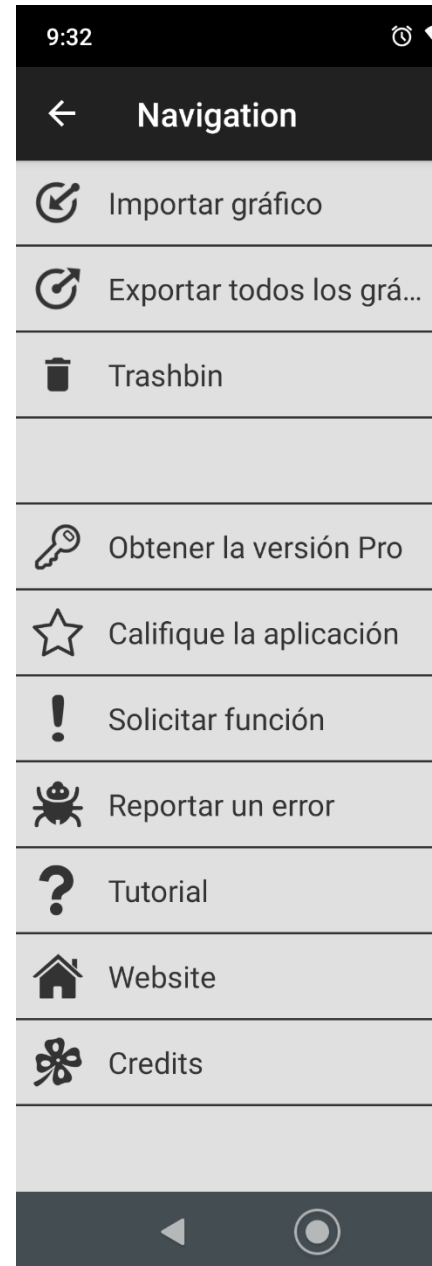 9:32
Navigation
Importar gráfico
Exportar todos los grá...
Trashbin
Obtener la versión Pro
Califique la aplicación
Solicitar función
Reportar un error
Tutorial
Website
Credits